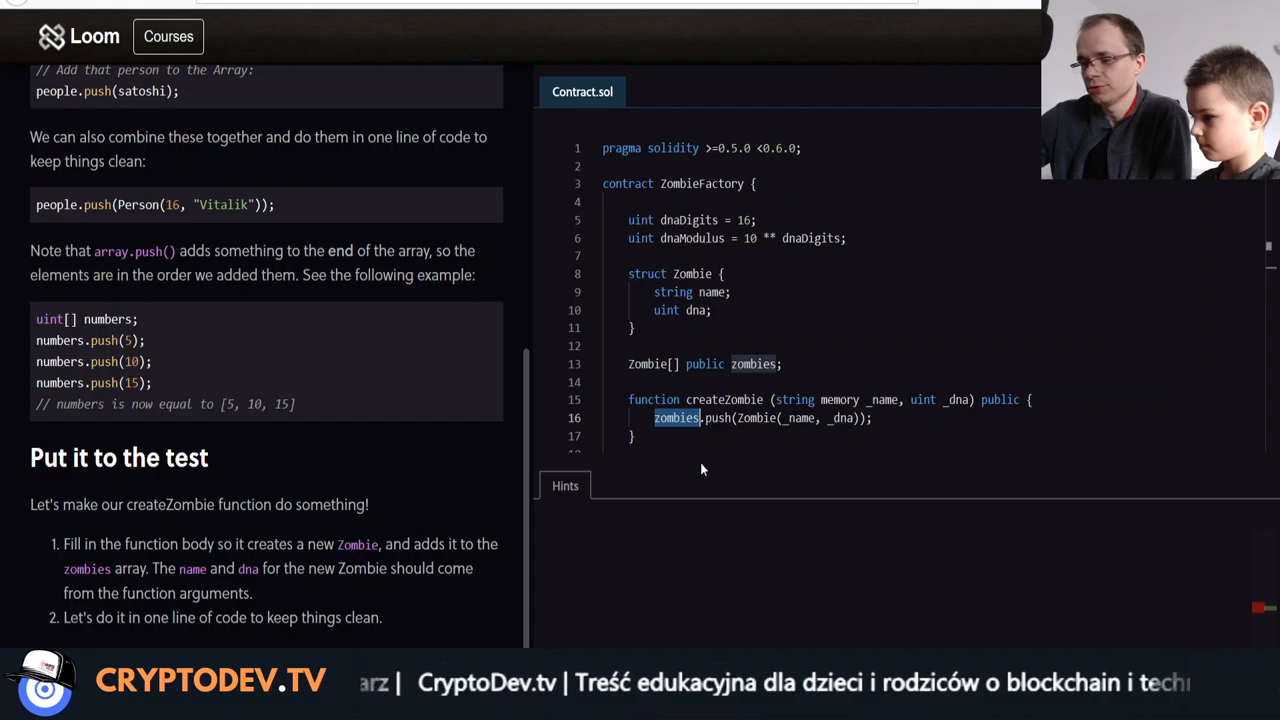 Loom
Courses
// Add that person to the Array:
people.push(satoshi);
We can also combine these together and do them in one line of code to
keep things clean:
people.push(Person(16, "Vitalik"));
Note that array.push() adds something to the end of the array, so the
elements are in the order we added them. See the following example:
uint[] numbers;
numbers.push(5);
numbers.push(10);
numbers.push(15);
// numbers is now equal to [5, 10, 15]
Put it to the test
Let's make our createZombie function do something!
1. Fill in the function body so it creates a new Zombie, and adds it to the
zombies array. The name and dna for the new Zombie should come
from the function arguments.
2. Let's do it in one line of code to keep things clean.
Contract.sol
1 pragma solidity >=0.5.0 <0.6.0;
2
3 contract ZombieFactory {
4
5 uint dnaDigits = 16;
6 uint dnaModulus = 10 ** dnaDigits;
7
8 struct Zombie {
9 string name;
10 uint dna;
11 }
12
13 Zombie[] public zombies;
14
15 function createZombie (string memory _name, uint _dna) public {
16 zombies.push(Zombie(_name, _dna));
17 }
Hints
CRYPTODEV.TV
arz | CryptoDev.tv | Treść edukacyjna dla dzieci i rodziców o blockchain i tech